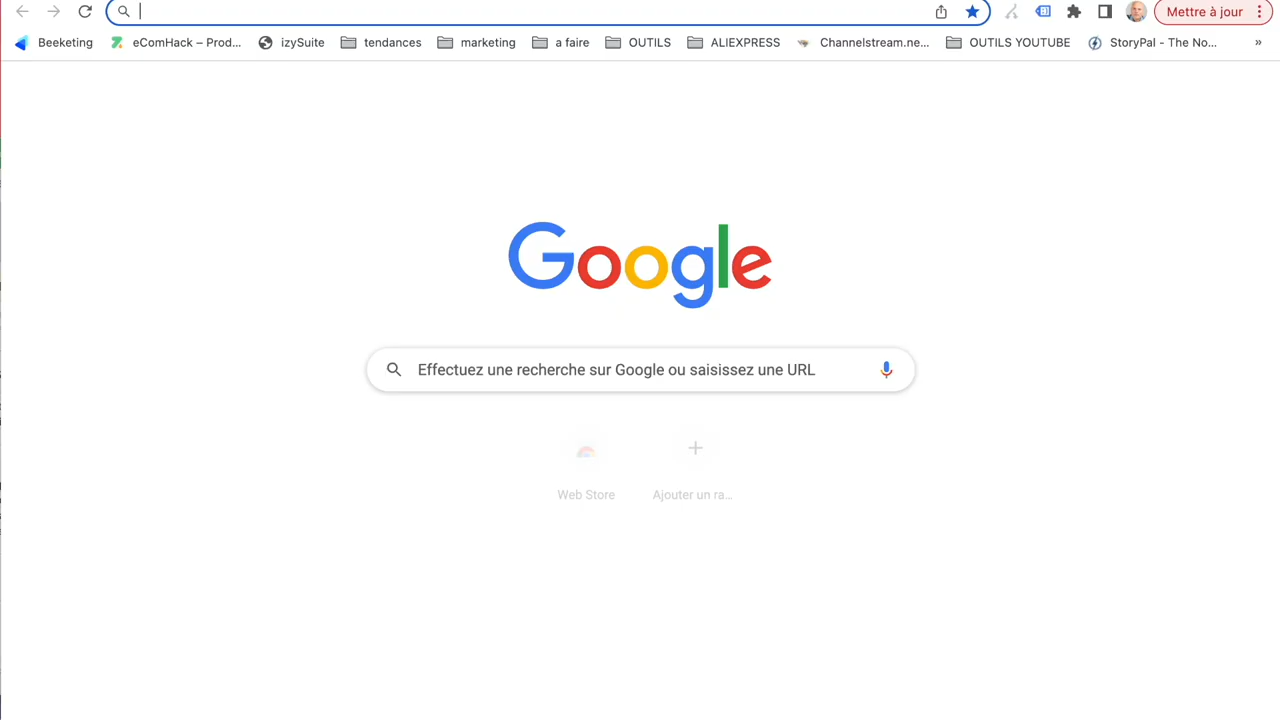 Mettre à jour
Beeketing eComHack – Prod... izySuite tendances marketing a faire OUTILS ALIEXPRESS Channelstream.ne... OUTILS YOUTUBE StoryPal - The No... »
Google
Effectuez une recherche sur Google ou saisissez une URL
Web Store Ajouter un ra...